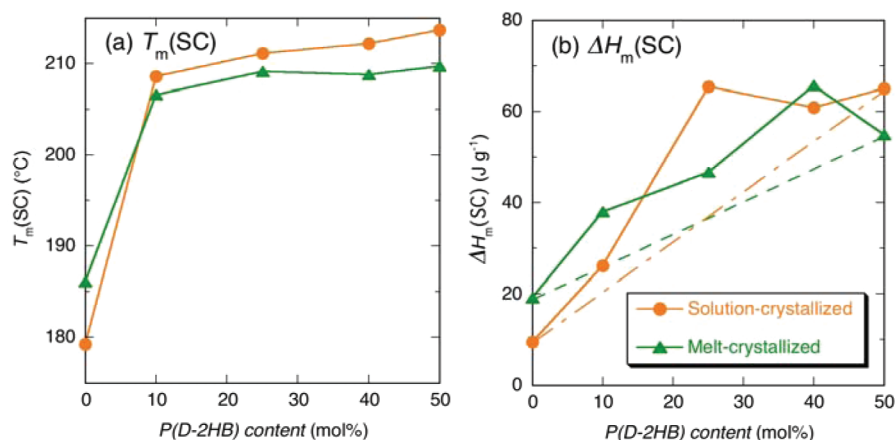 (a) Tm(SC)
210
200
190
180
Tm(SC) (°C)
0 10 20 30 40 50
P(D-2HB) content (mol%)
(b) ΔHm(SC)
80
60
40
20
0
ΔHm(SC) (J g⁻¹)
Solution-crystallized
Melt-crystallized
0 10 20 30 40 50
P(D-2HB) content (mol%)